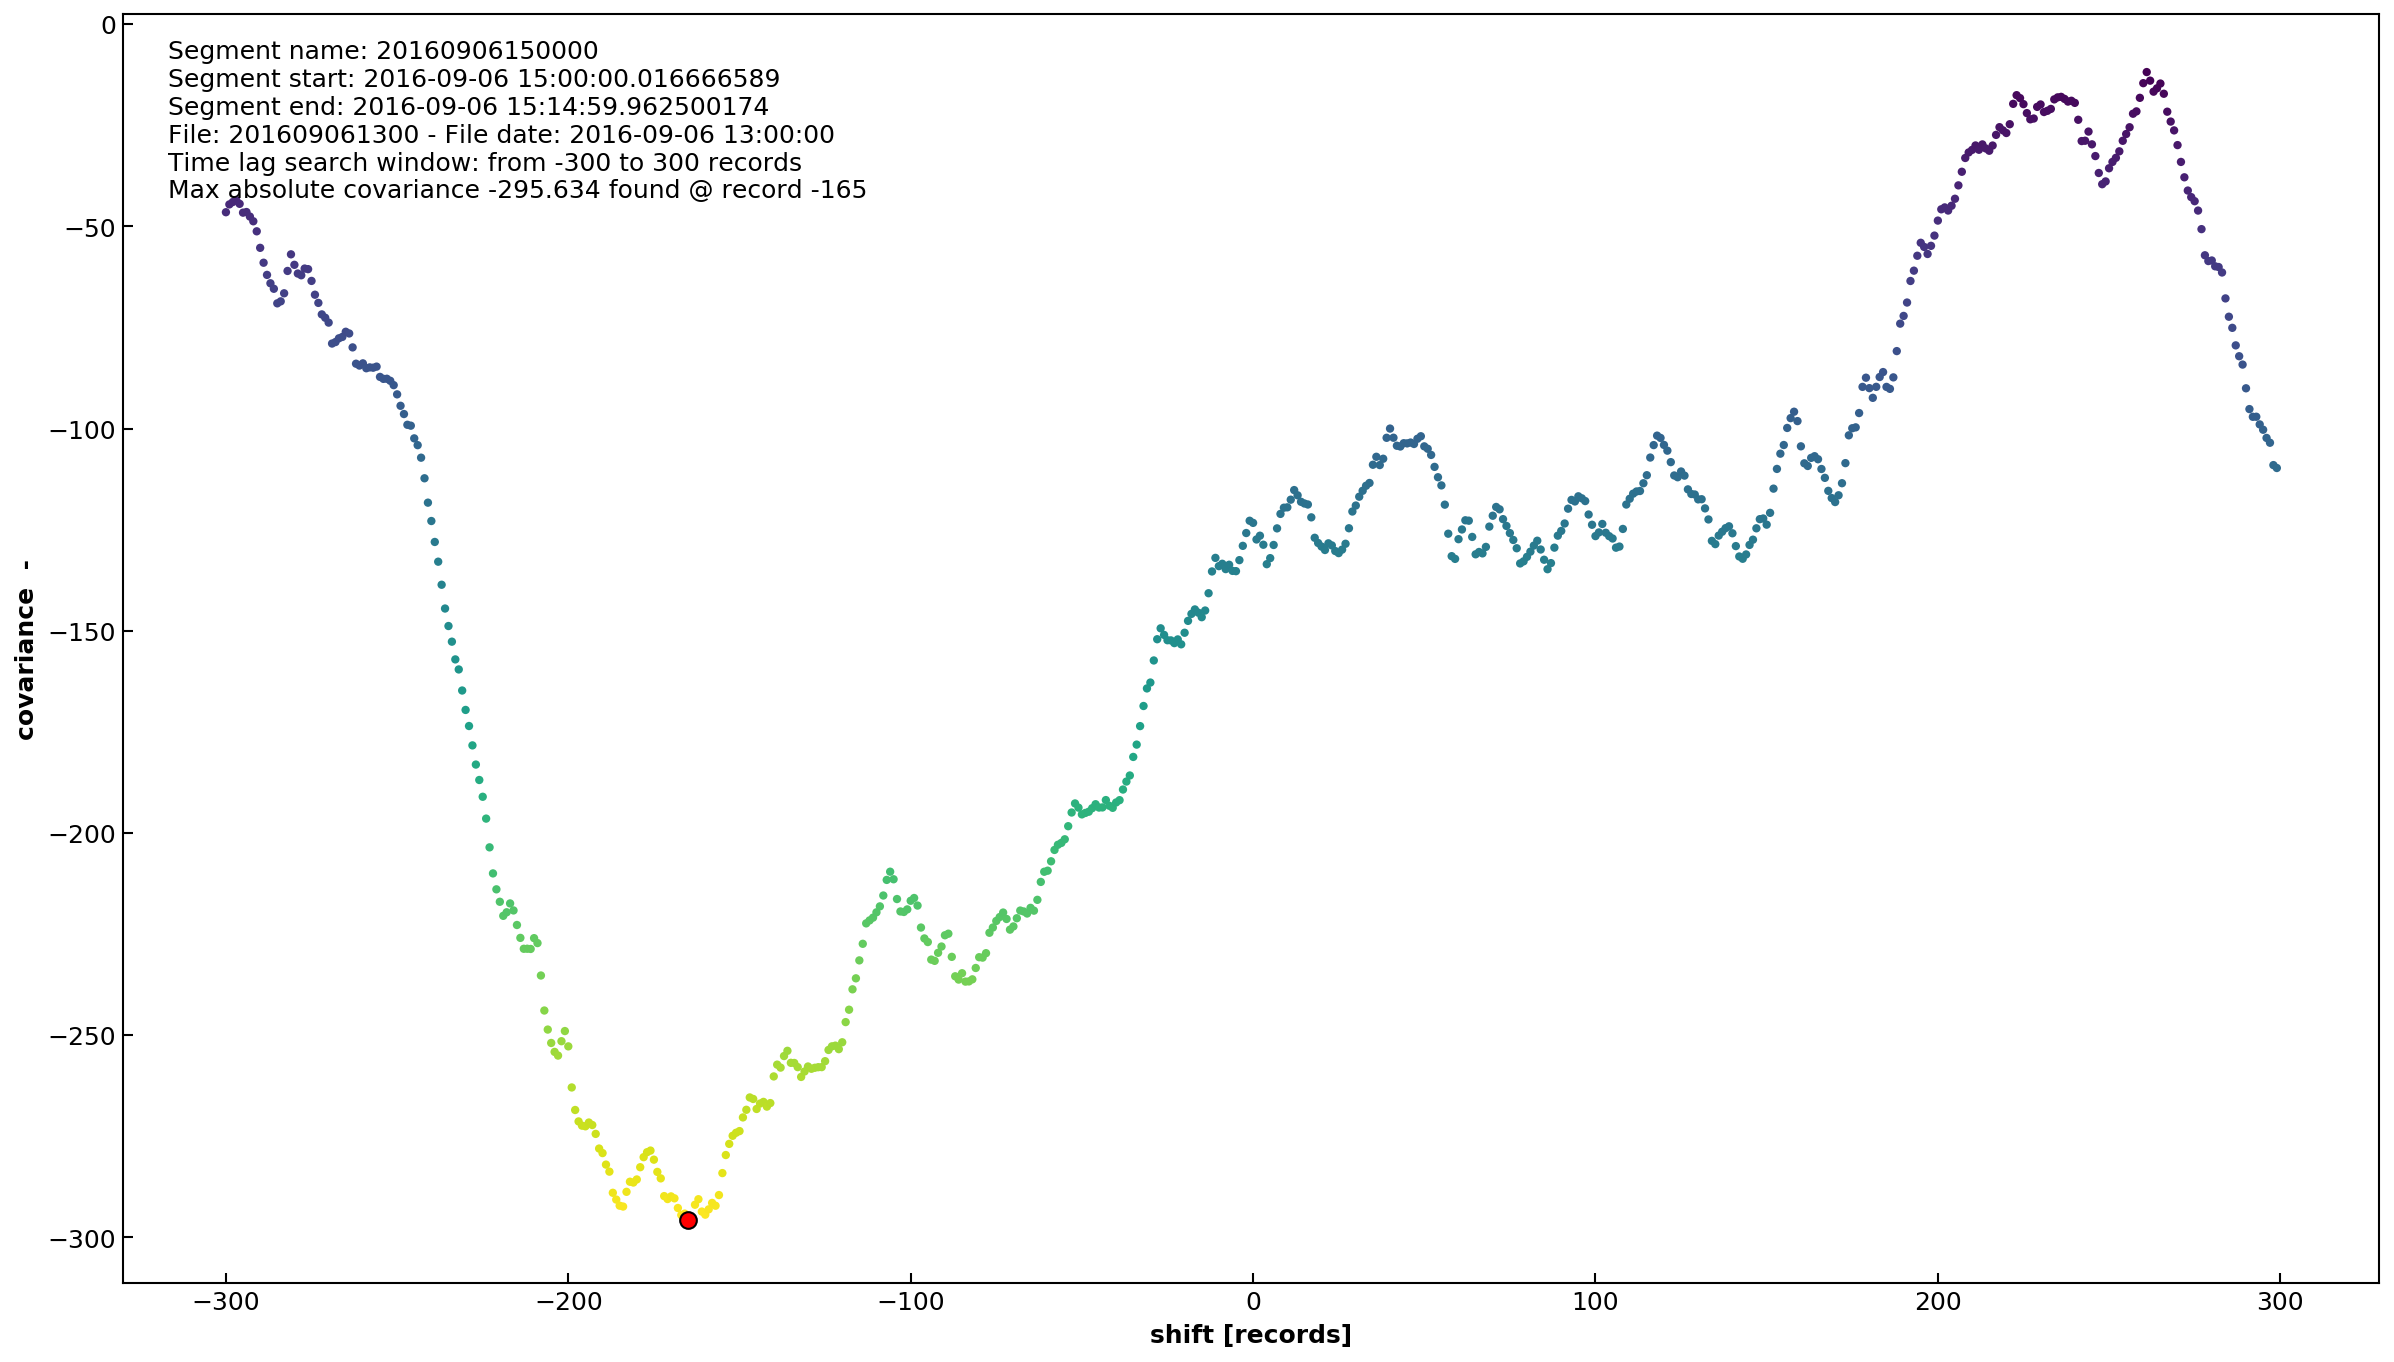 Segment name: 20160906150000
Segment start: 2016-09-06 15:00:00.016666589
Segment end: 2016-09-06 15:14:59.962500174
File: 201609061300 - File date: 2016-09-06 13:00:00
Time lag search window: from -300 to 300 records
Max absolute covariance -295.634 found @ record -165
0
−50
−100
−150
−200
−250
−300
covariance -
−300 −200 −100 0 100 200 300
shift [records]